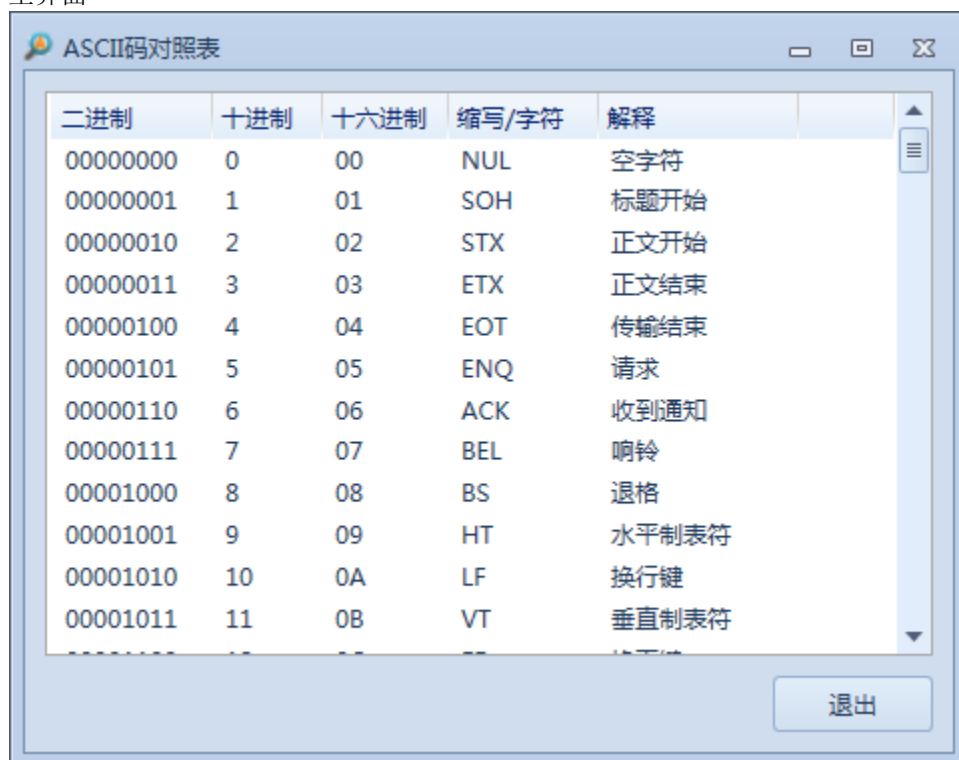 ASCII码对照表
二进制 十进制 十六进制 缩写/字符 解释
00000000 0 00 NUL 空字符
00000001 1 01 SOH 标题开始
00000010 2 02 STX 正文开始
00000011 3 03 ETX 正文结束
00000100 4 04 EOT 传输结束
00000101 5 05 ENQ 请求
00000110 6 06 ACK 收到通知
00000111 7 07 BEL 响铃
00001000 8 08 BS 退格
00001001 9 09 HT 水平制表符
00001010 10 0A LF 换行键
00001011 11 0B VT 垂直制表符
退出